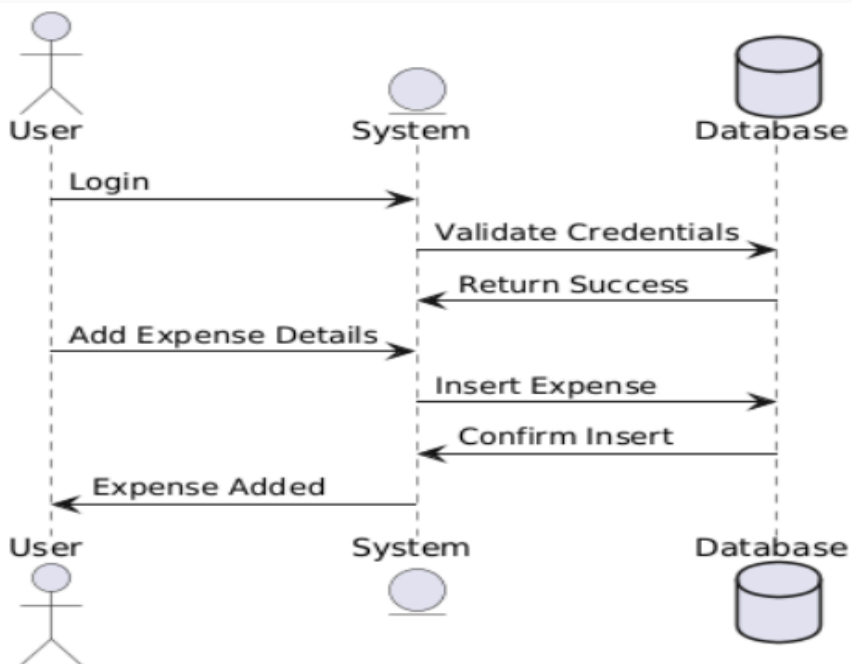 User System Database
Login
Validate Credentials
Return Success
Add Expense Details
Insert Expense
Confirm Insert
Expense Added
User System Database